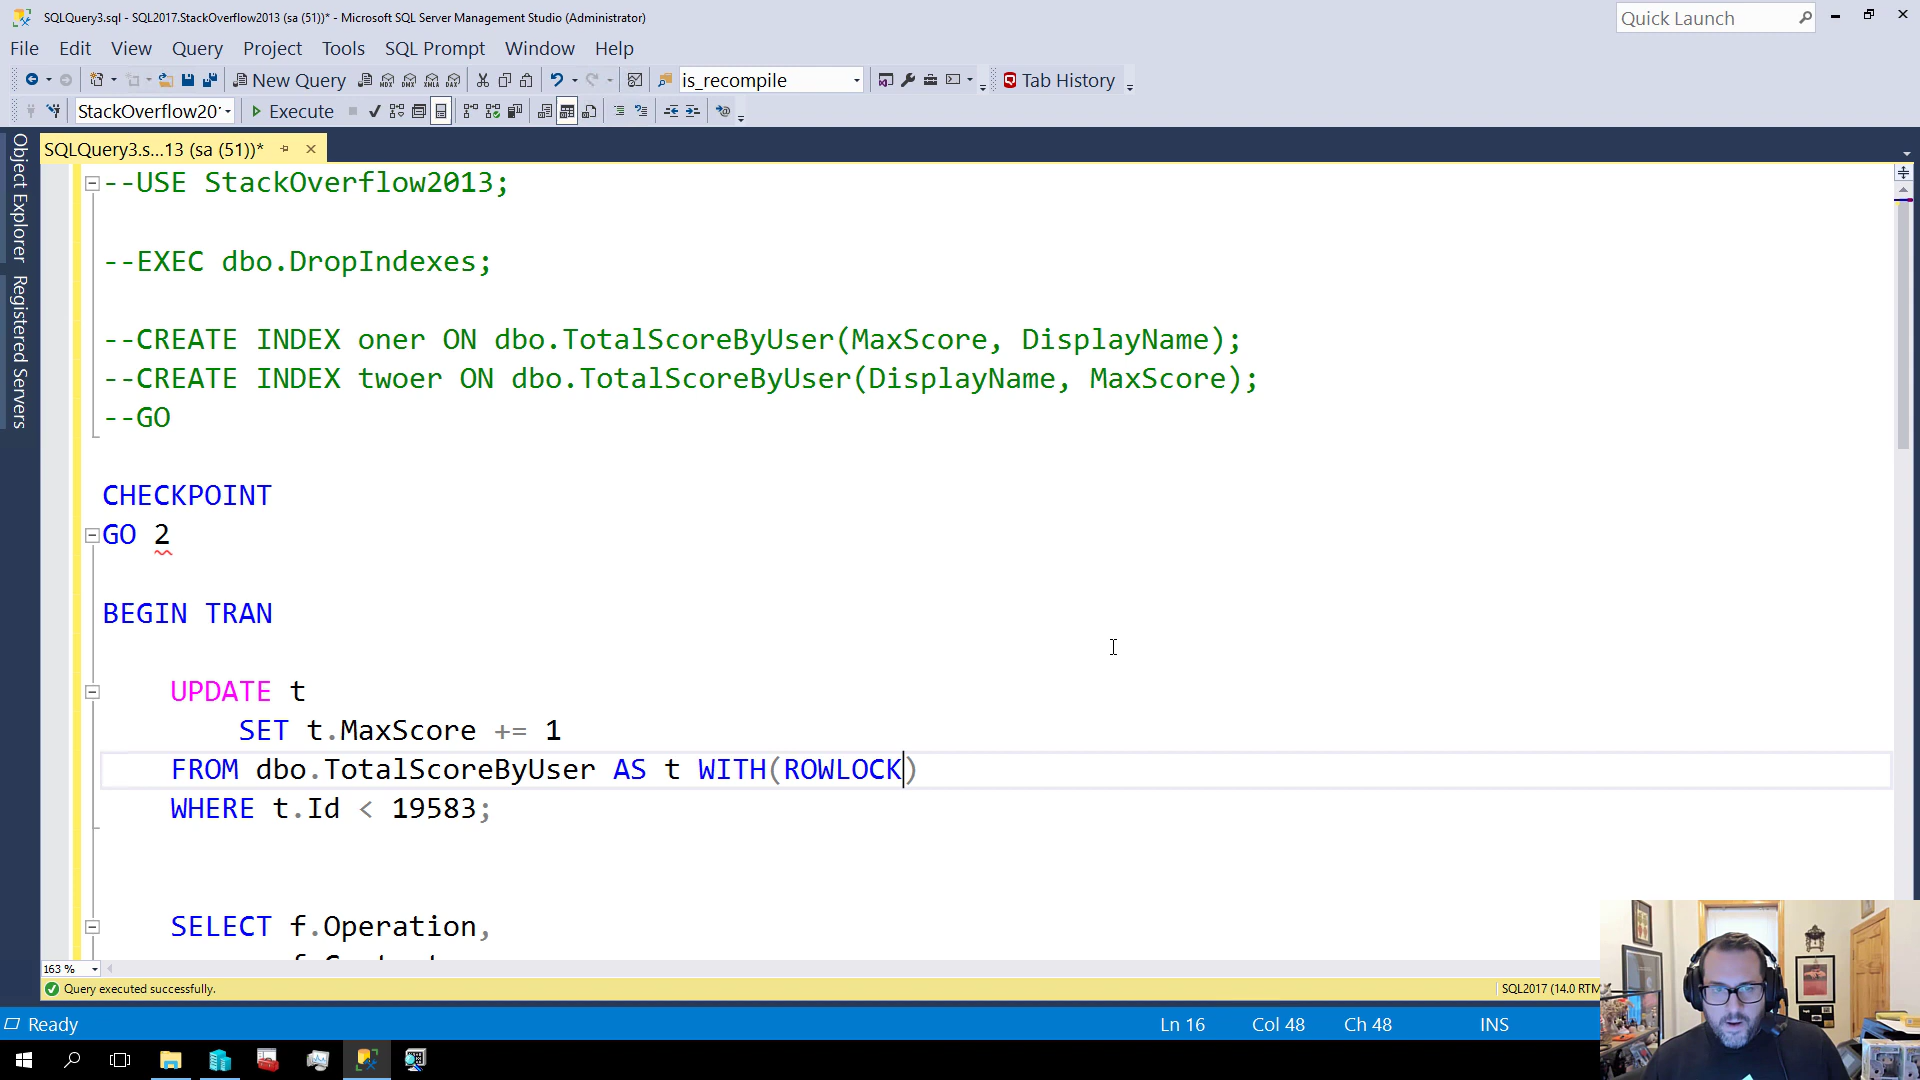 SQLQuery3.sql - SQL2017.StackOverflow2013 (sa (51))* - Microsoft SQL Server Management Studio (Administrator)
Quick Launch
File Edit View Query Project Tools SQL Prompt Window Help
New Query
is_recompile
Tab History
StackOverflow20
Execute
SQLQuery3.s...13 (sa (51))*
Object Explorer
Registered Servers
--USE StackOverflow2013;
--EXEC dbo.DropIndexes;
--CREATE INDEX oner ON dbo.TotalScoreByUser(MaxScore, DisplayName);
--CREATE INDEX twoer ON dbo.TotalScoreByUser(DisplayName, MaxScore);
--GO
CHECKPOINT
GO 2
BEGIN TRAN
UPDATE t
SET t.MaxScore += 1
FROM dbo.TotalScoreByUser AS t WITH(ROWLOCK)
WHERE t.Id < 19583;
SELECT f.Operation,
163 %
Query executed successfully.
SQL2017 (14.0 RTM
Ready
Ln 16 Col 48 Ch 48 INS